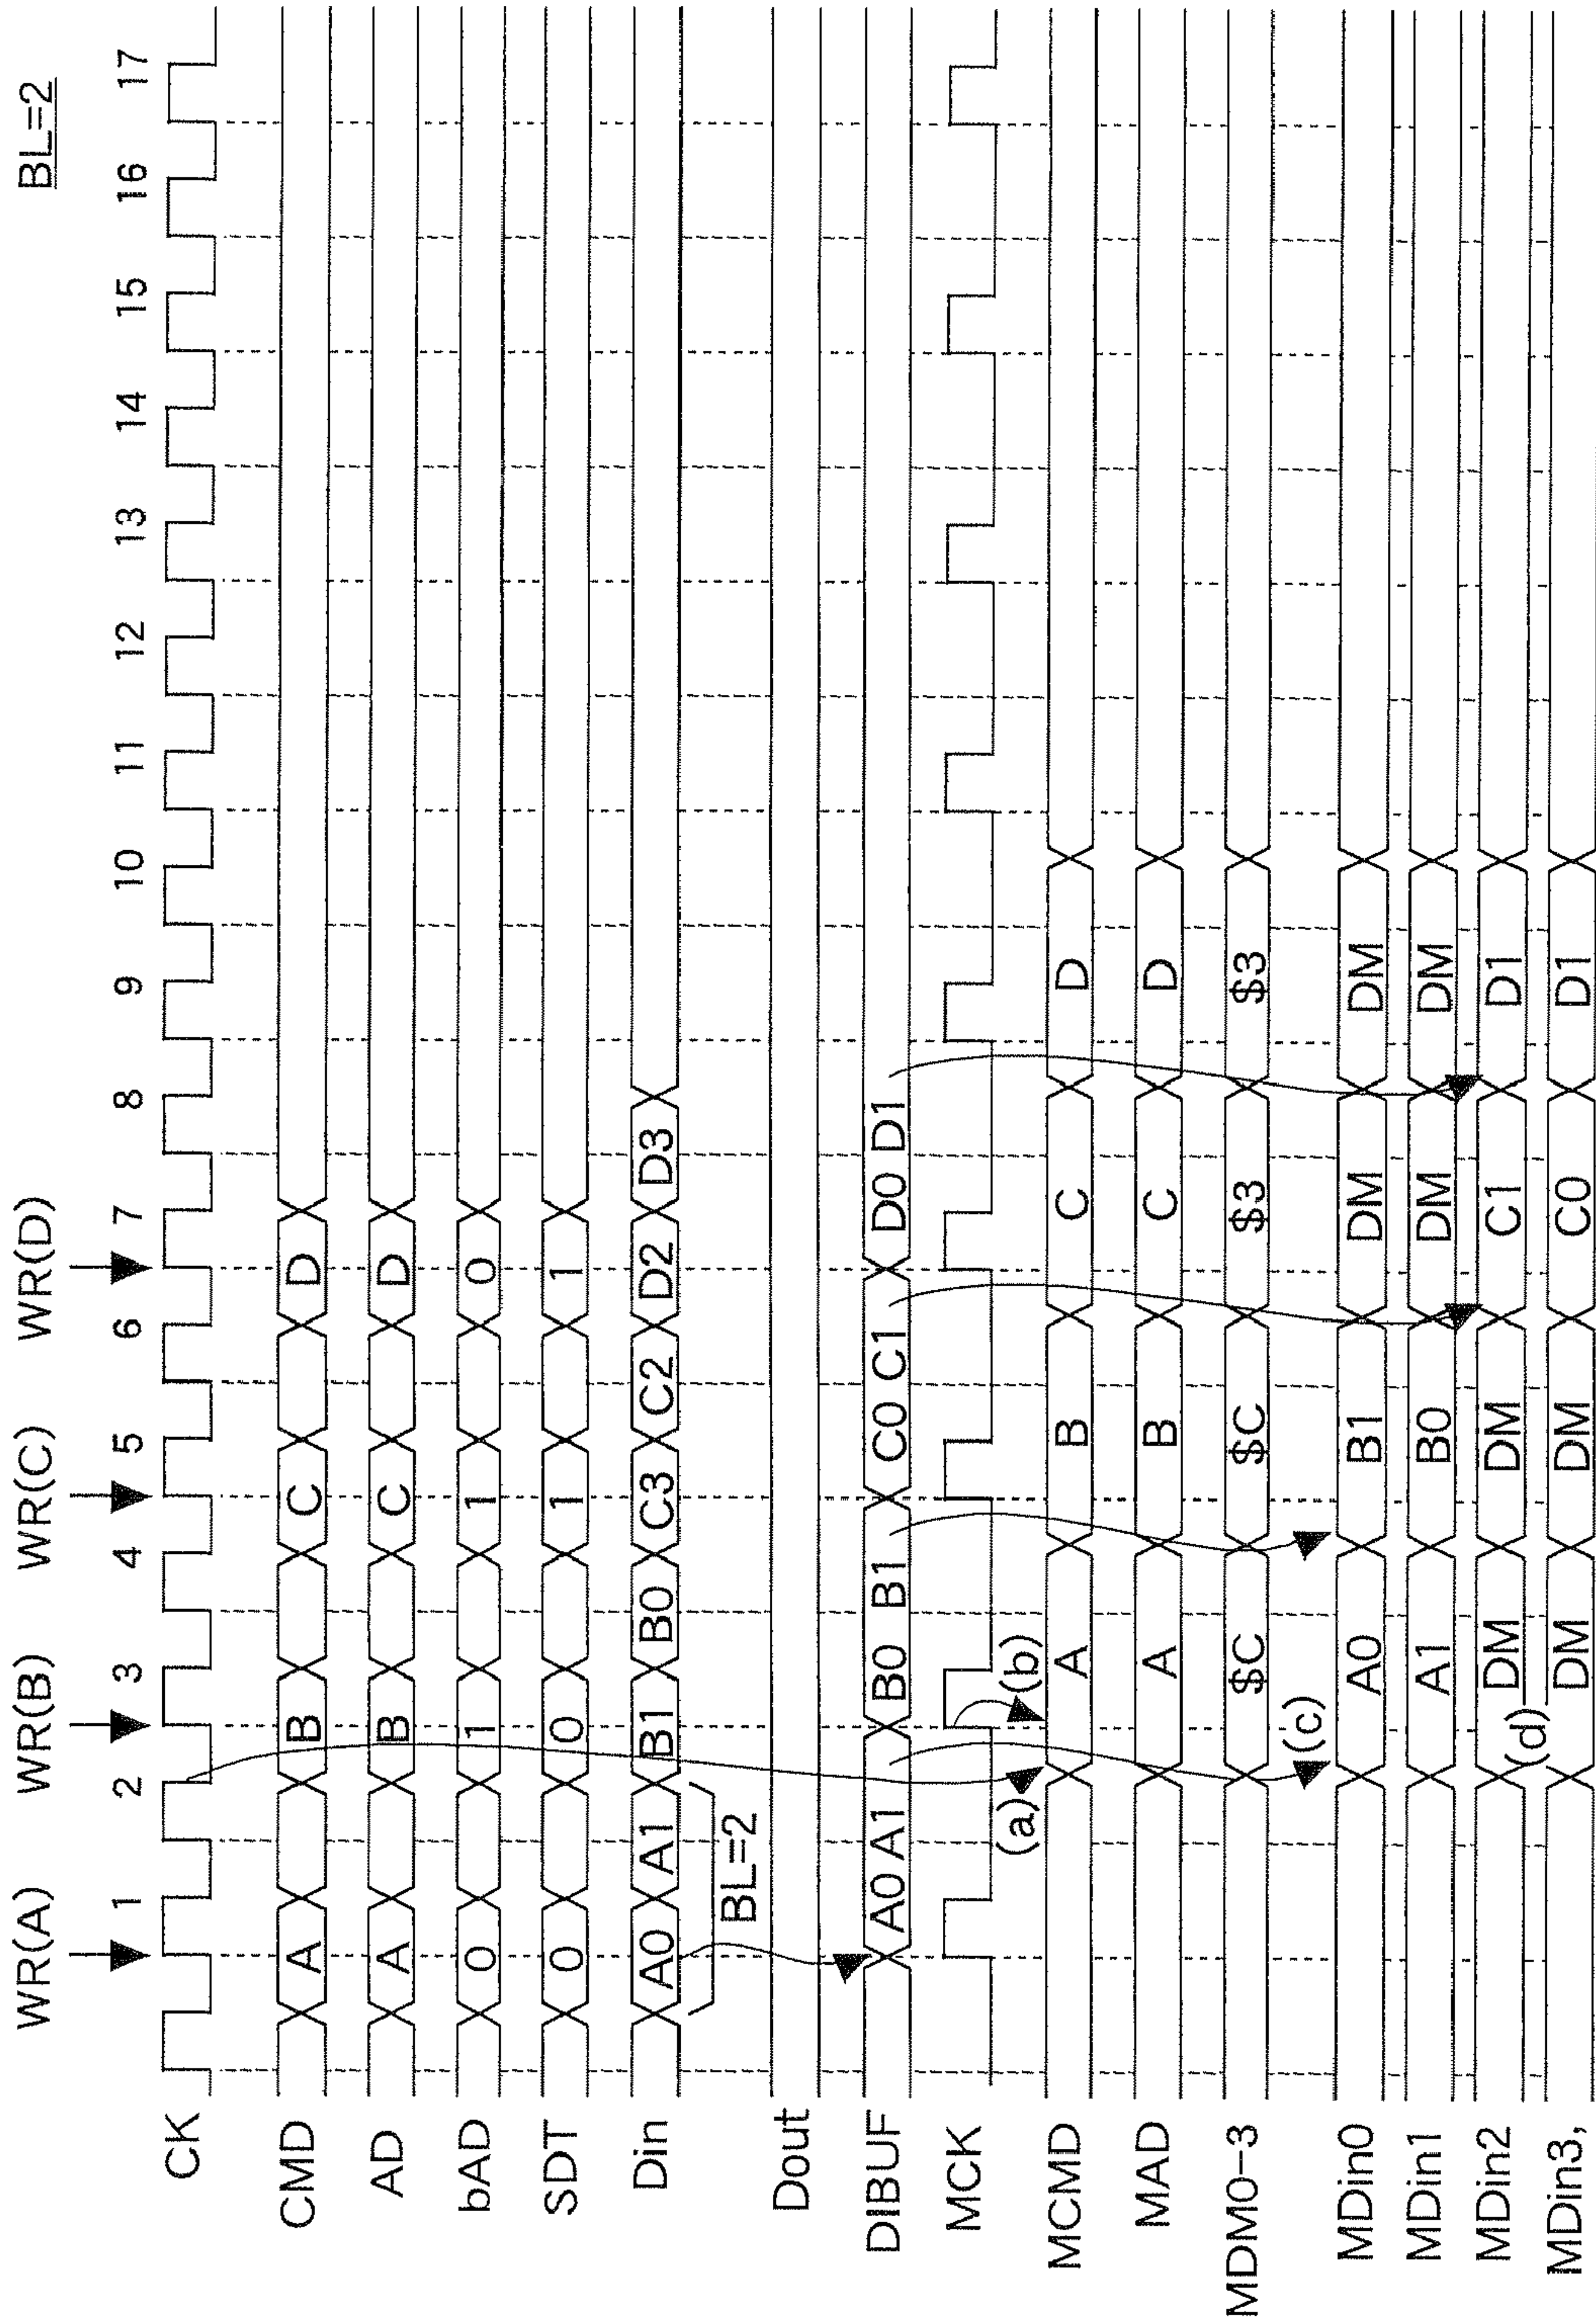 BL=2
WR(A) WR(B) WR(C) WR(D)
1 2 3 4 5 6 7 8 9 10 11 12 13 14 15 16 17
CK
CMD A B C D
AD A B C D
bAD 0 1 1 0
SDT 0 0 1 1
Din A0 A1 B1 B0 C3 C2 D2 D3
BL=2
Dout
DIBUF A0 A1 B0 B1 C0 C1 D0 D1
MCK
(a) (b)
MCMD A B C D
MAD A B C D
MDM0-3 $C $C $3 $3
(c)
MDin0 A0 B1 DM DM
MDin1 A1 B0 DM DM
MDin2 DM DM C1 D1
(d)
MDin3, DM DM C0 D1